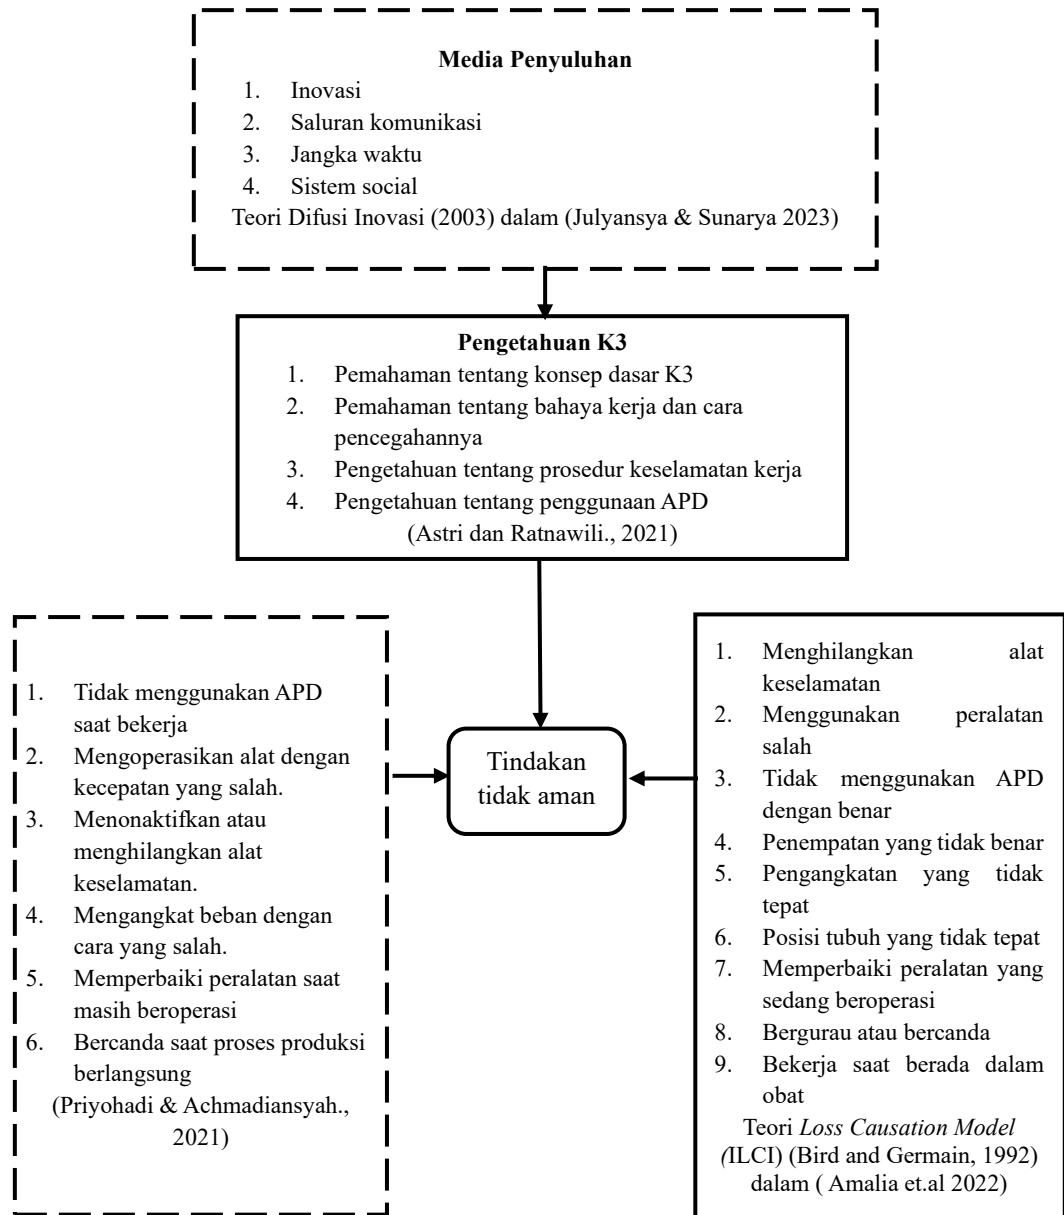 Media Penyuluhan
1. Inovasi
2. Saluran komunikasi
3. Jangka waktu
4. Sistem social
Teori Difusi Inovasi (2003) dalam (Julyansya & Sunarya 2023)
Pengetahuan K3
1. Pemahaman tentang konsep dasar K3
2. Pemahaman tentang bahaya kerja dan cara
pencegahannya
3. Pengetahuan tentang prosedur keselamatan kerja
4. Pengetahuan tentang penggunaan APD
(Astri dan Ratnawili., 2021)
1. Tidak menggunakan APD
saat bekerja
2. Mengoperasikan alat dengan
kecepatan yang salah.
3. Menonaktifkan atau
menghilangkan alat
keselamatan.
4. Mengangkat beban dengan
cara yang salah.
5. Memperbaiki peralatan saat
masih beroperasi
6. Bercanda saat proses produksi
berlangsung
(Priyohadi & Achmadiansyah.,
2021)
Tindakan
tidak aman
1. Menghilangkan alat
keselamatan
2. Menggunakan peralatan
salah
3. Tidak menggunakan APD
dengan benar
4. Penempatan yang tidak benar
5. Pengangkatan yang tidak
tepat
6. Posisi tubuh yang tidak tepat
7. Memperbaiki peralatan yang
sedang beroperasi
8. Bergurau atau bercanda
9. Bekerja saat berada dalam
obat
Teori Loss Causation Model
(ILCI) (Bird and Germain, 1992)
dalam ( Amalia et.al 2022)